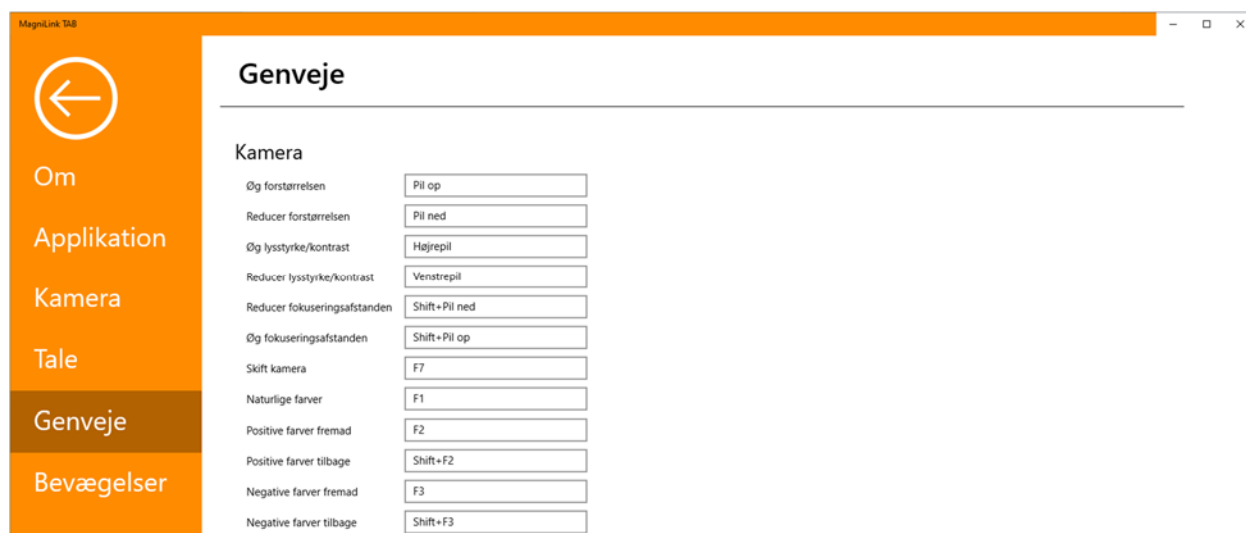 MagniLink TAB
Genveje
Om
Applikation
Kamera
Tale
Genveje
Bevægelser
Kamera
Øg forstørrelsen Pil op
Reducer forstørrelsen Pil ned
Øg lysstyrke/kontrast Højrepil
Reducer lysstyrke/kontrast Venstrepil
Reducer fokuseringsafstanden Shift+Pil ned
Øg fokuseringsafstanden Shift+Pil op
Skift kamera F7
Naturlige farver F1
Positive farver fremad F2
Positive farver tilbage Shift+F2
Negative farver fremad F3
Negative farver tilbage Shift+F3